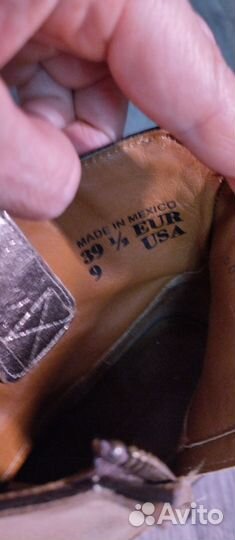 MADE IN MEXICO
39 ½ EUR
9 USA
Avito